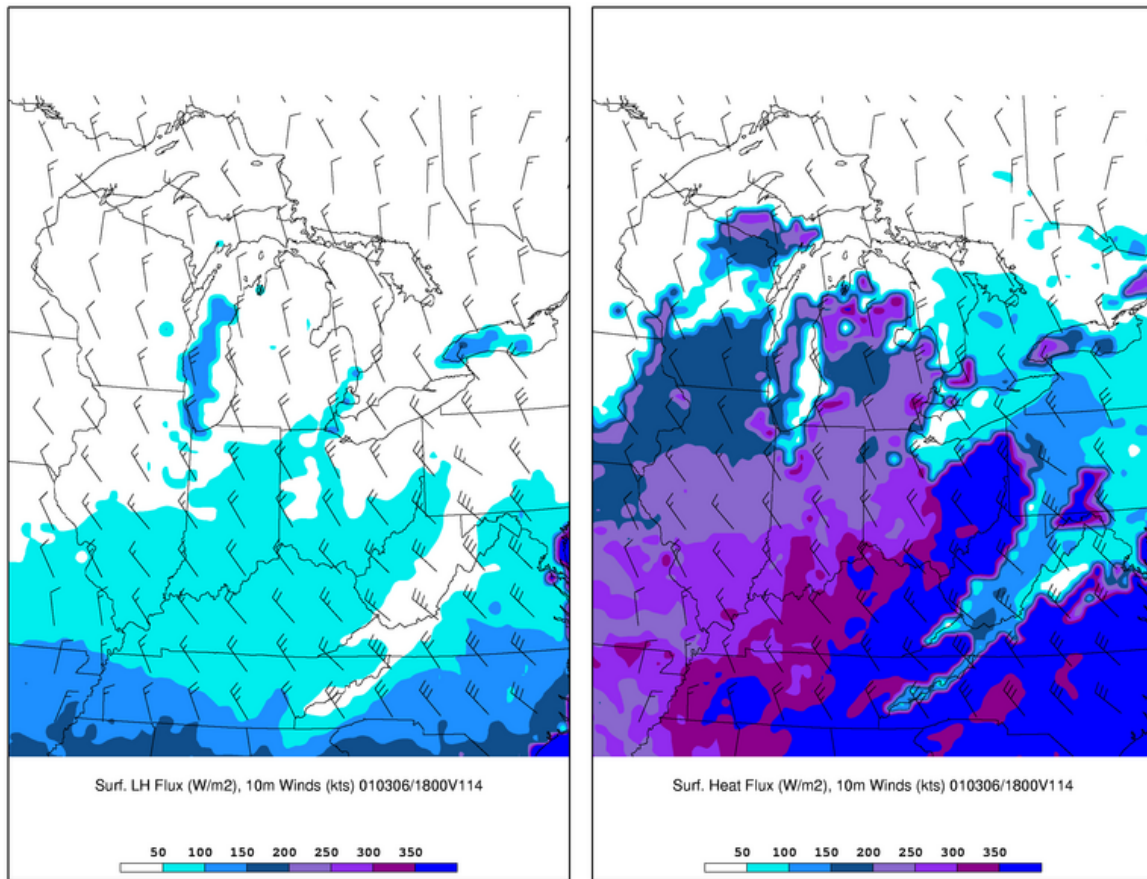 Surf. LH Flux (W/m2), 10m Winds (kts) 010306/1800V114
50 100 150 200 250 300 350
Surf. Heat Flux (W/m2), 10m Winds (kts) 010306/1800V114
50 100 150 200 250 300 350